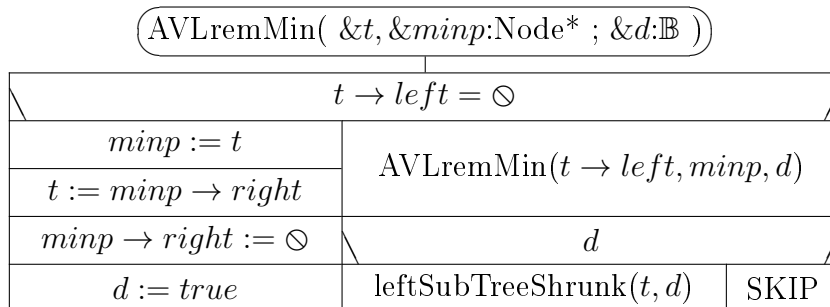 AVLremMin( &t, &minp:Node* ; &d:𝔹 )
t → left = ⦸
minp := t
AVLremMin(t → left, minp, d)
t := minp → right
minp → right := ⦸
d
d := true
leftSubTreeShrunk(t, d)
SKIP